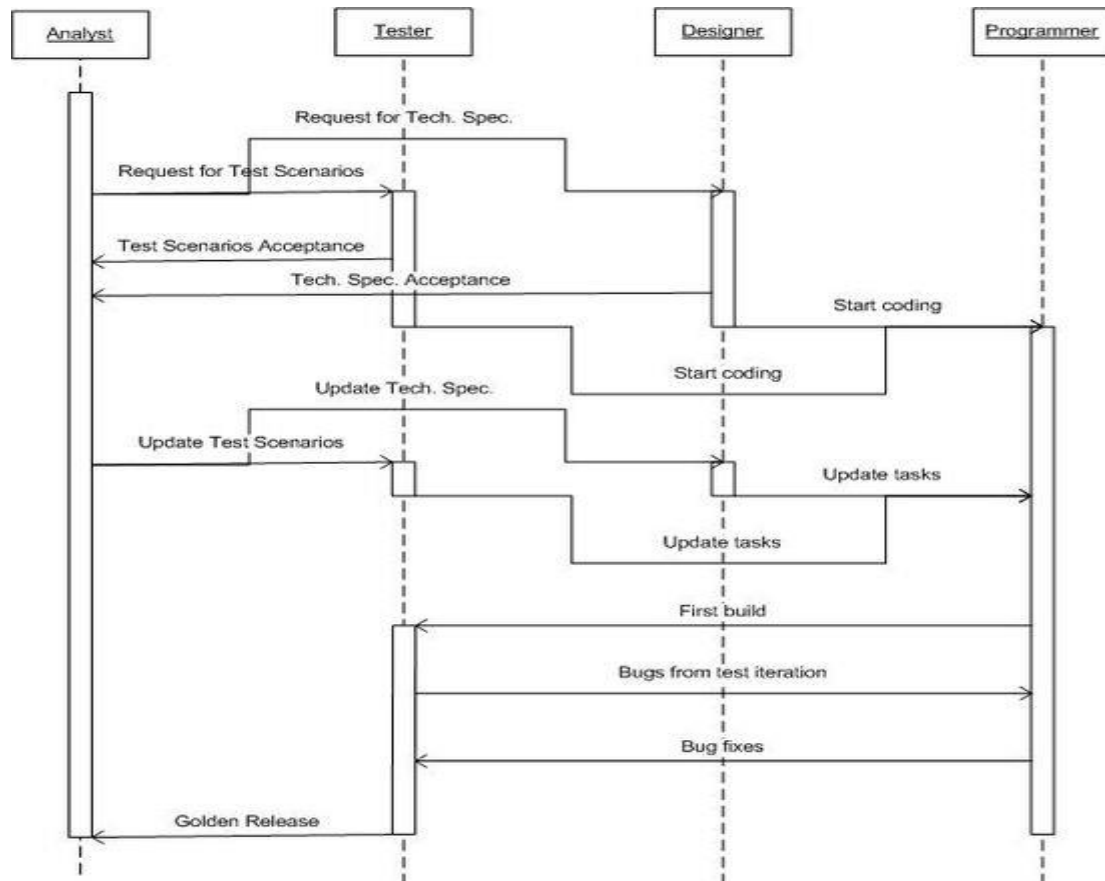 Analyst
Tester
Designer
Programmer
Request for Tech. Spec.
Request for Test Scenarios
Test Scenarios Acceptance
Tech. Spec. Acceptance
Start coding
Start coding
Update Tech. Spec.
Update Test Scenarios
Update tasks
Update tasks
First build
Bugs from test iteration
Bug fixes
Golden Release